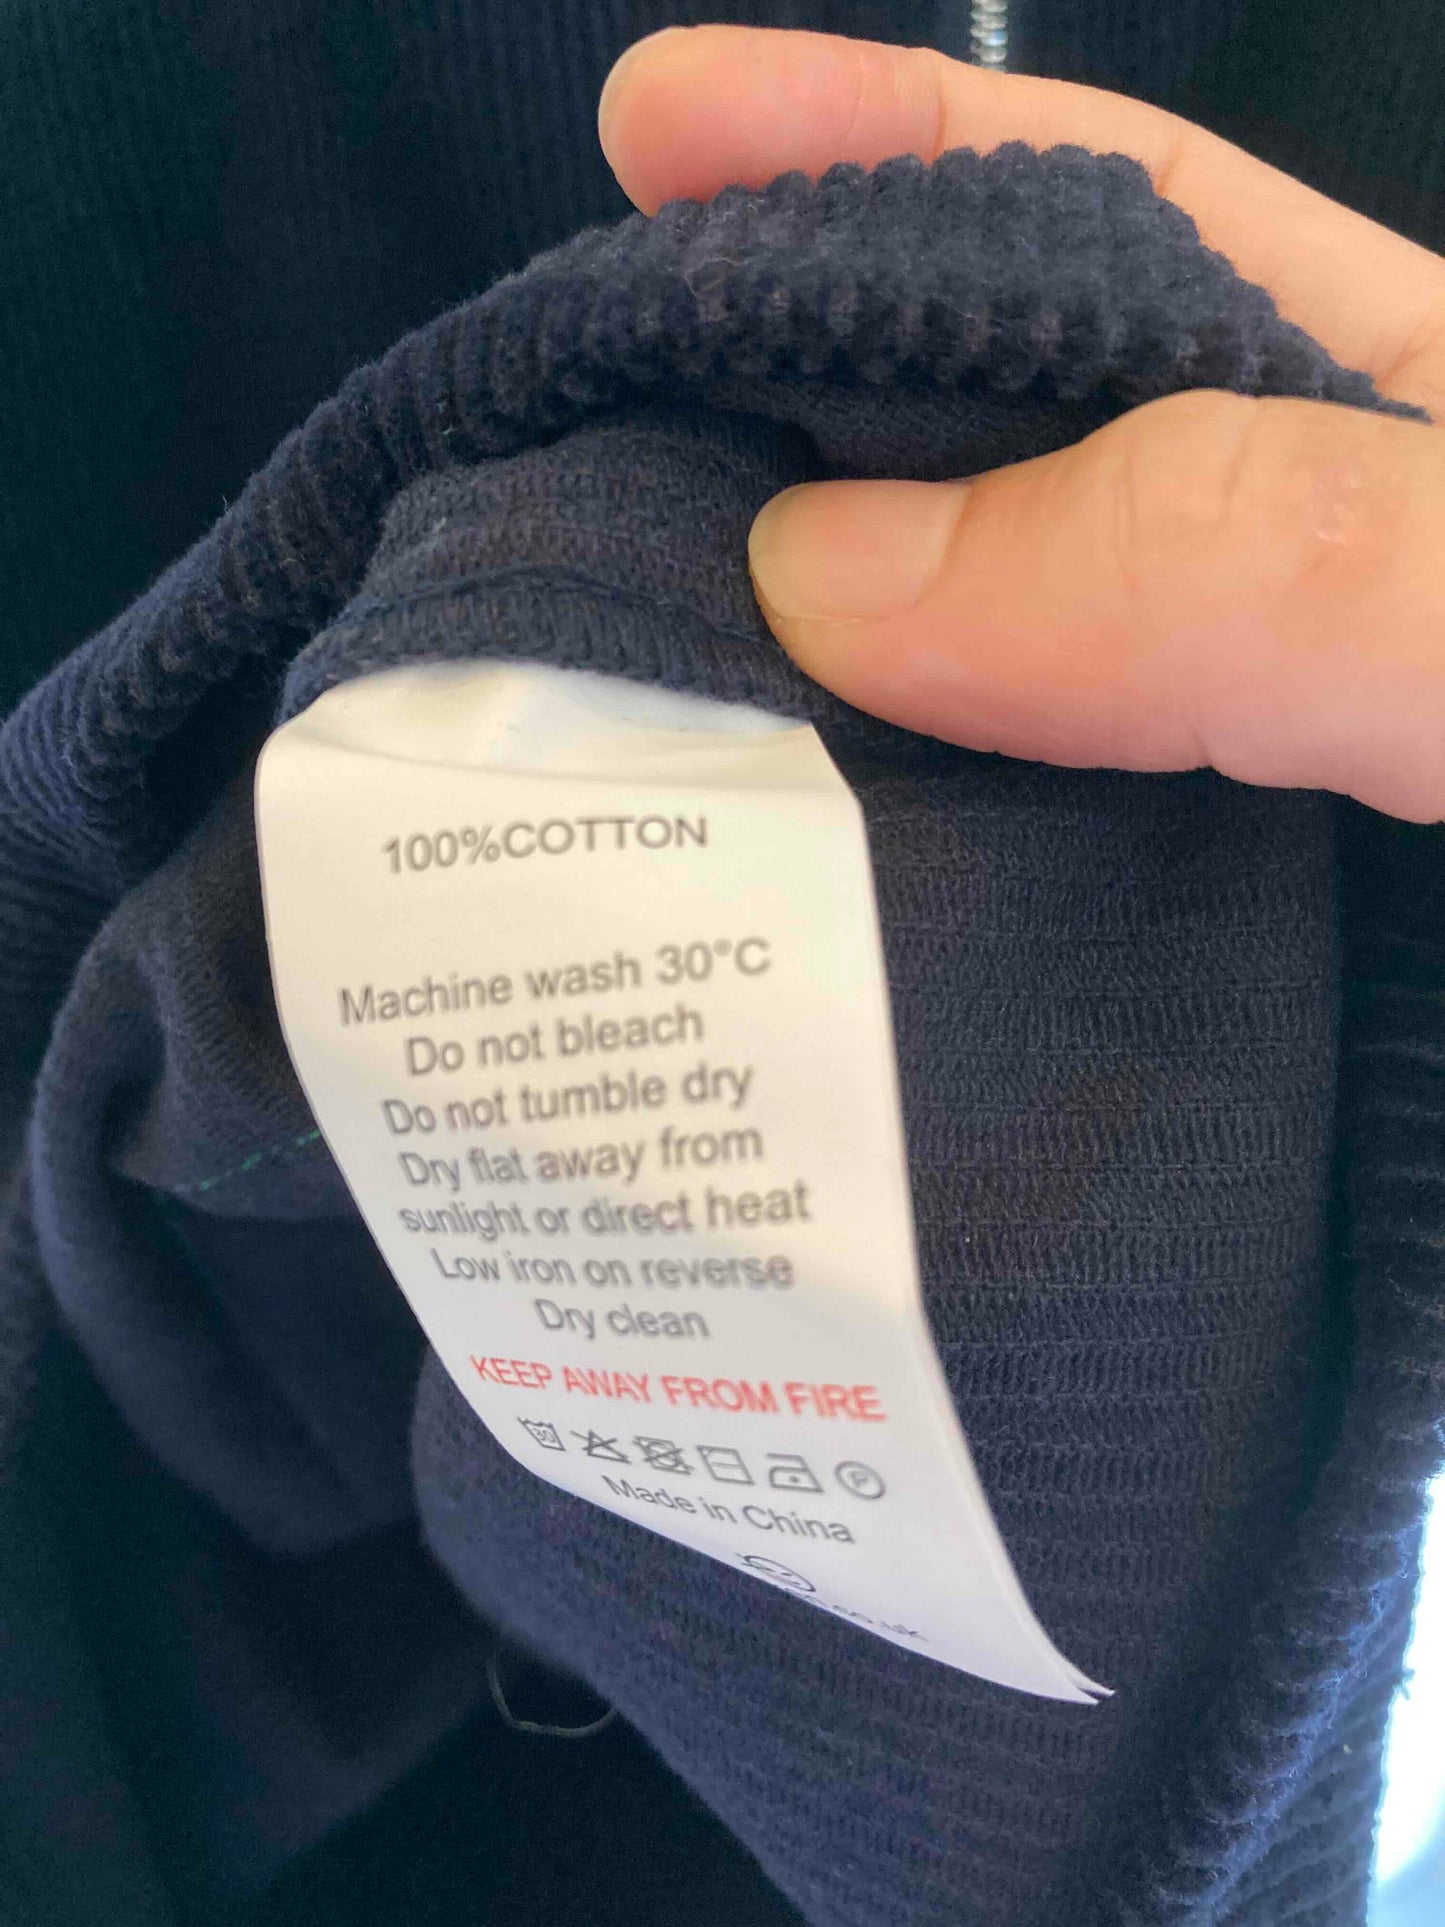 100%COTTON
Machine wash 30°C
Do not bleach
Do not tumble dry
Dry flat away from
sunlight or direct heat
Low iron on reverse
Dry clean
KEEP AWAY FROM FIRE
30
P
Made in China